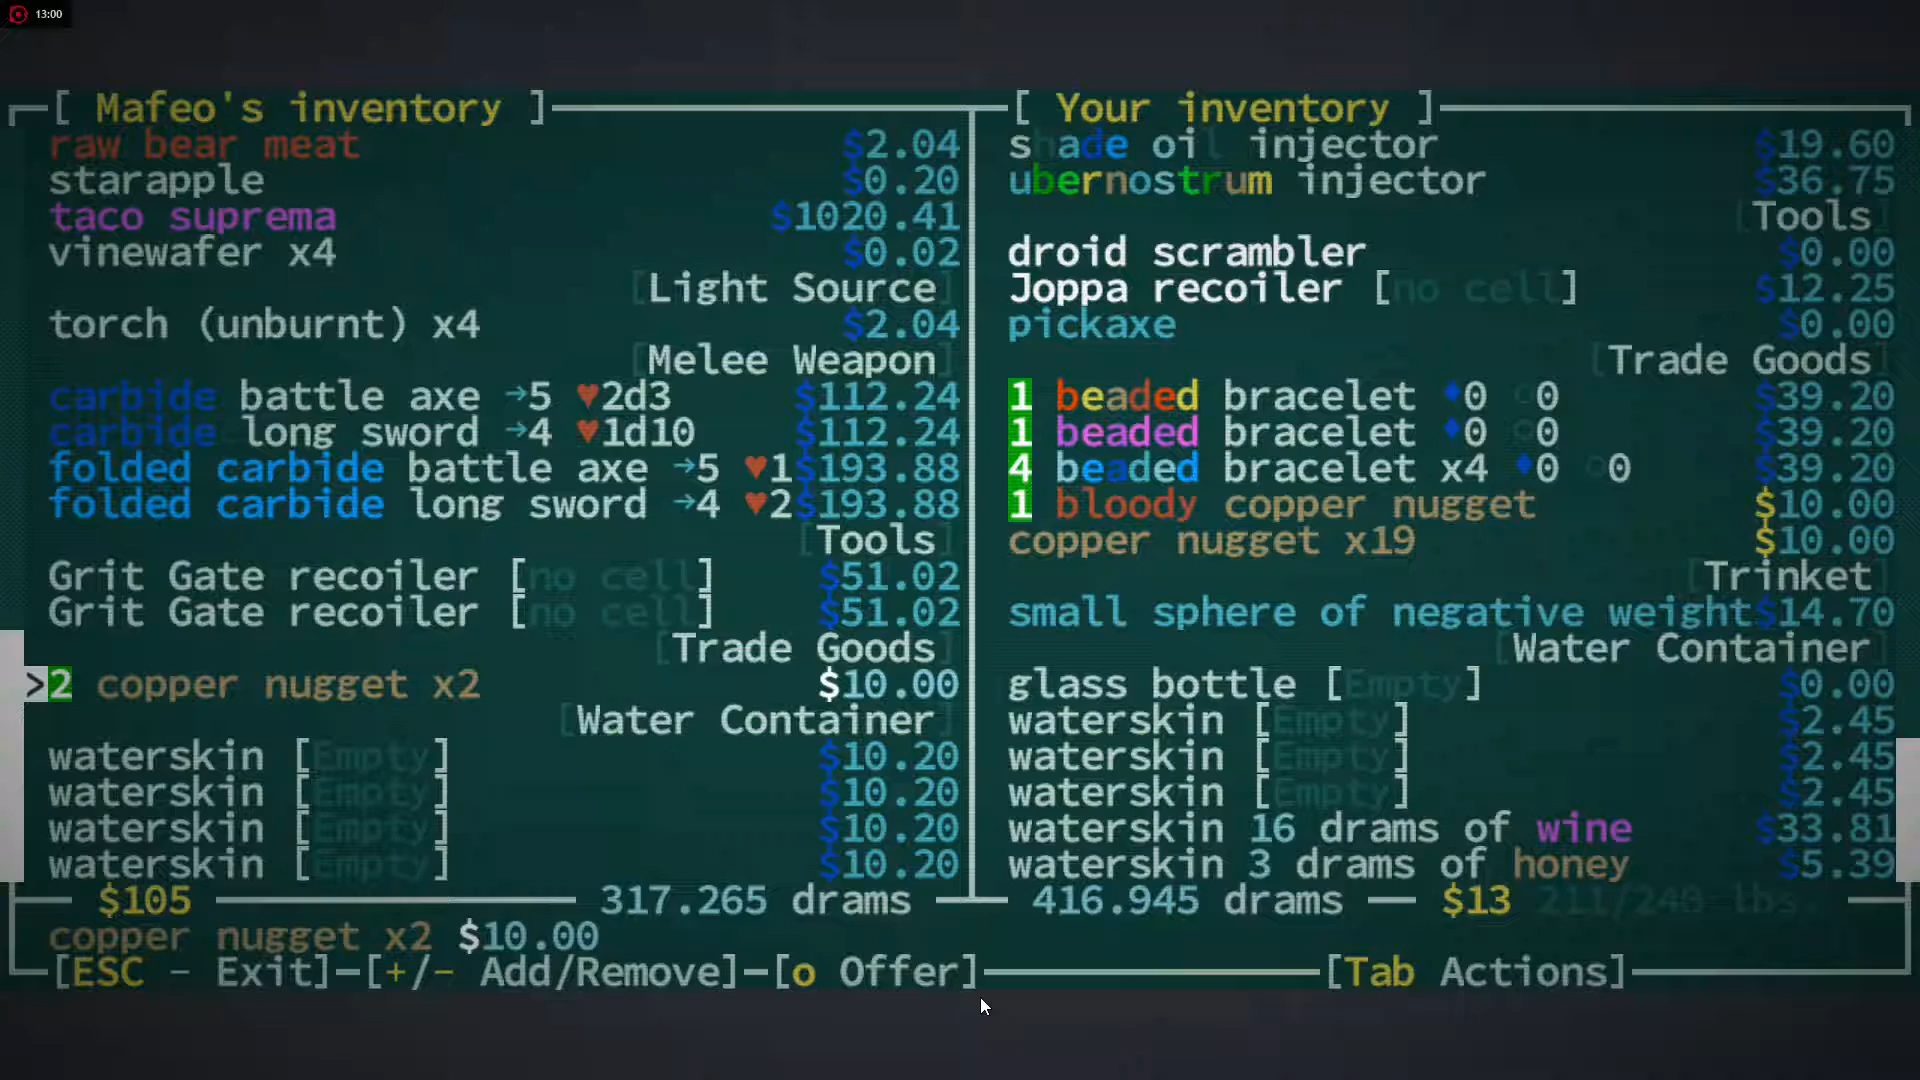 13:00
[ Mafeo's inventory ]
raw bear meat $2.04
starapple $0.20
taco suprema $1020.41
vinewafer x4 $0.02
[Light Source]
torch (unburnt) x4 $2.04
[Melee Weapon]
carbide battle axe →5 ♥2d3 $112.24
carbide long sword →4 ♥1d10 $112.24
folded carbide battle axe →5 ♥1 $193.88
folded carbide long sword →4 ♥2 $193.88
[Tools]
Grit Gate recoiler [no cell] $51.02
Grit Gate recoiler [no cell] $51.02
[Trade Goods]
>2 copper nugget x2 $10.00
[Water Container]
waterskin [Empty] $10.20
waterskin [Empty] $10.20
waterskin [Empty] $10.20
waterskin [Empty] $10.20
$105 317.265 drams
[ Your inventory ]
shade oil injector $19.60
ubernostrum injector $36.75
[Tools]
droid scrambler $0.00
Joppa recoiler [no cell] $12.25
pickaxe $0.00
[Trade Goods]
1 beaded bracelet ♦0 ○0 $39.20
1 beaded bracelet ♦0 ○0 $39.20
4 beaded bracelet x4 ♦0 ○0 $39.20
1 bloody copper nugget $10.00
copper nugget x19 $10.00
[Trinket]
small sphere of negative weight $14.70
[Water Container]
glass bottle [Empty] $0.00
waterskin [Empty] $2.45
waterskin [Empty] $2.45
waterskin [Empty] $2.45
waterskin 16 drams of wine $33.81
waterskin 3 drams of honey $5.39
416.945 drams — $13 211/240 lbs.
copper nugget x2 $10.00
[ESC - Exit]-[+/- Add/Remove]-[o Offer] [Tab Actions]